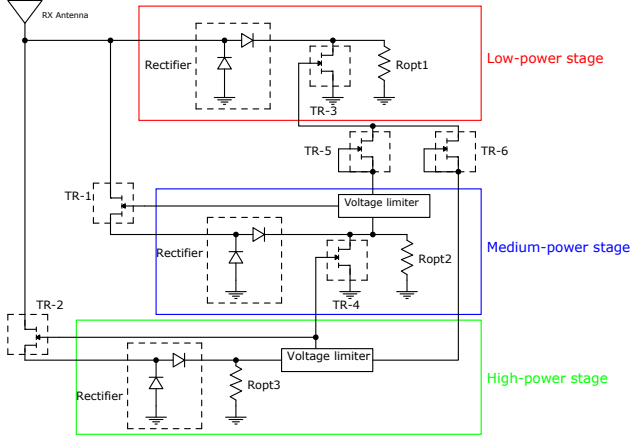 RX Antenna
Rectifier
Ropt1
Low-power stage
TR-3
TR-5
TR-6
TR-1
Voltage limiter
Rectifier
Ropt2
Medium-power stage
TR-2
TR-4
Voltage limiter
Rectifier
Ropt3
High-power stage